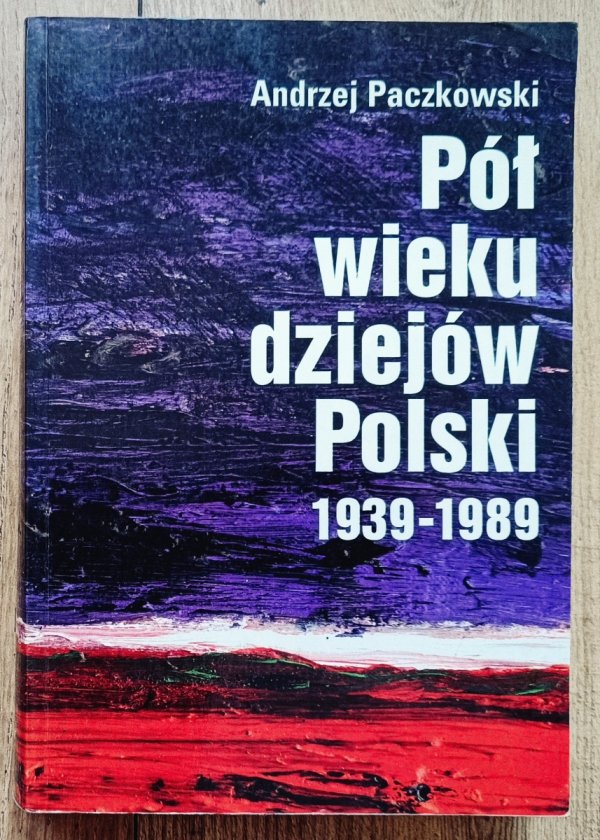 Andrzej Paczkowski
Pół
wieku
dziejów
Polski
1939-1989